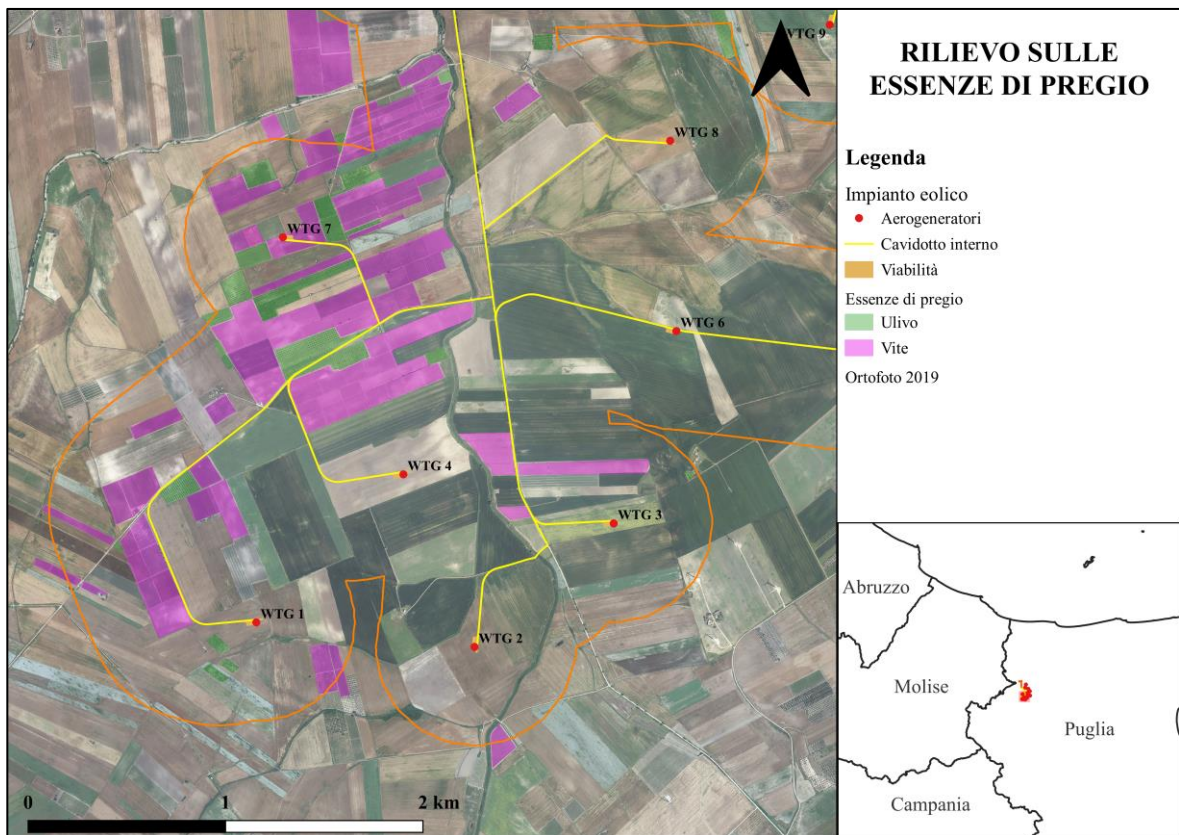 WTG 9
WTG 8
WTG 7
WTG 6
WTG 4
WTG 3
WTG 1
WTG 2
0
1
2 km
RILIEVO SULLE
ESSENZE DI PREGIO
Legenda
Impianto eolico
Aerogeneratori
Cavidotto interno
Viabilità
Essenze di pregio
Ulivo
Vite
Ortofoto 2019
Abruzzo
Molise
Puglia
Campania